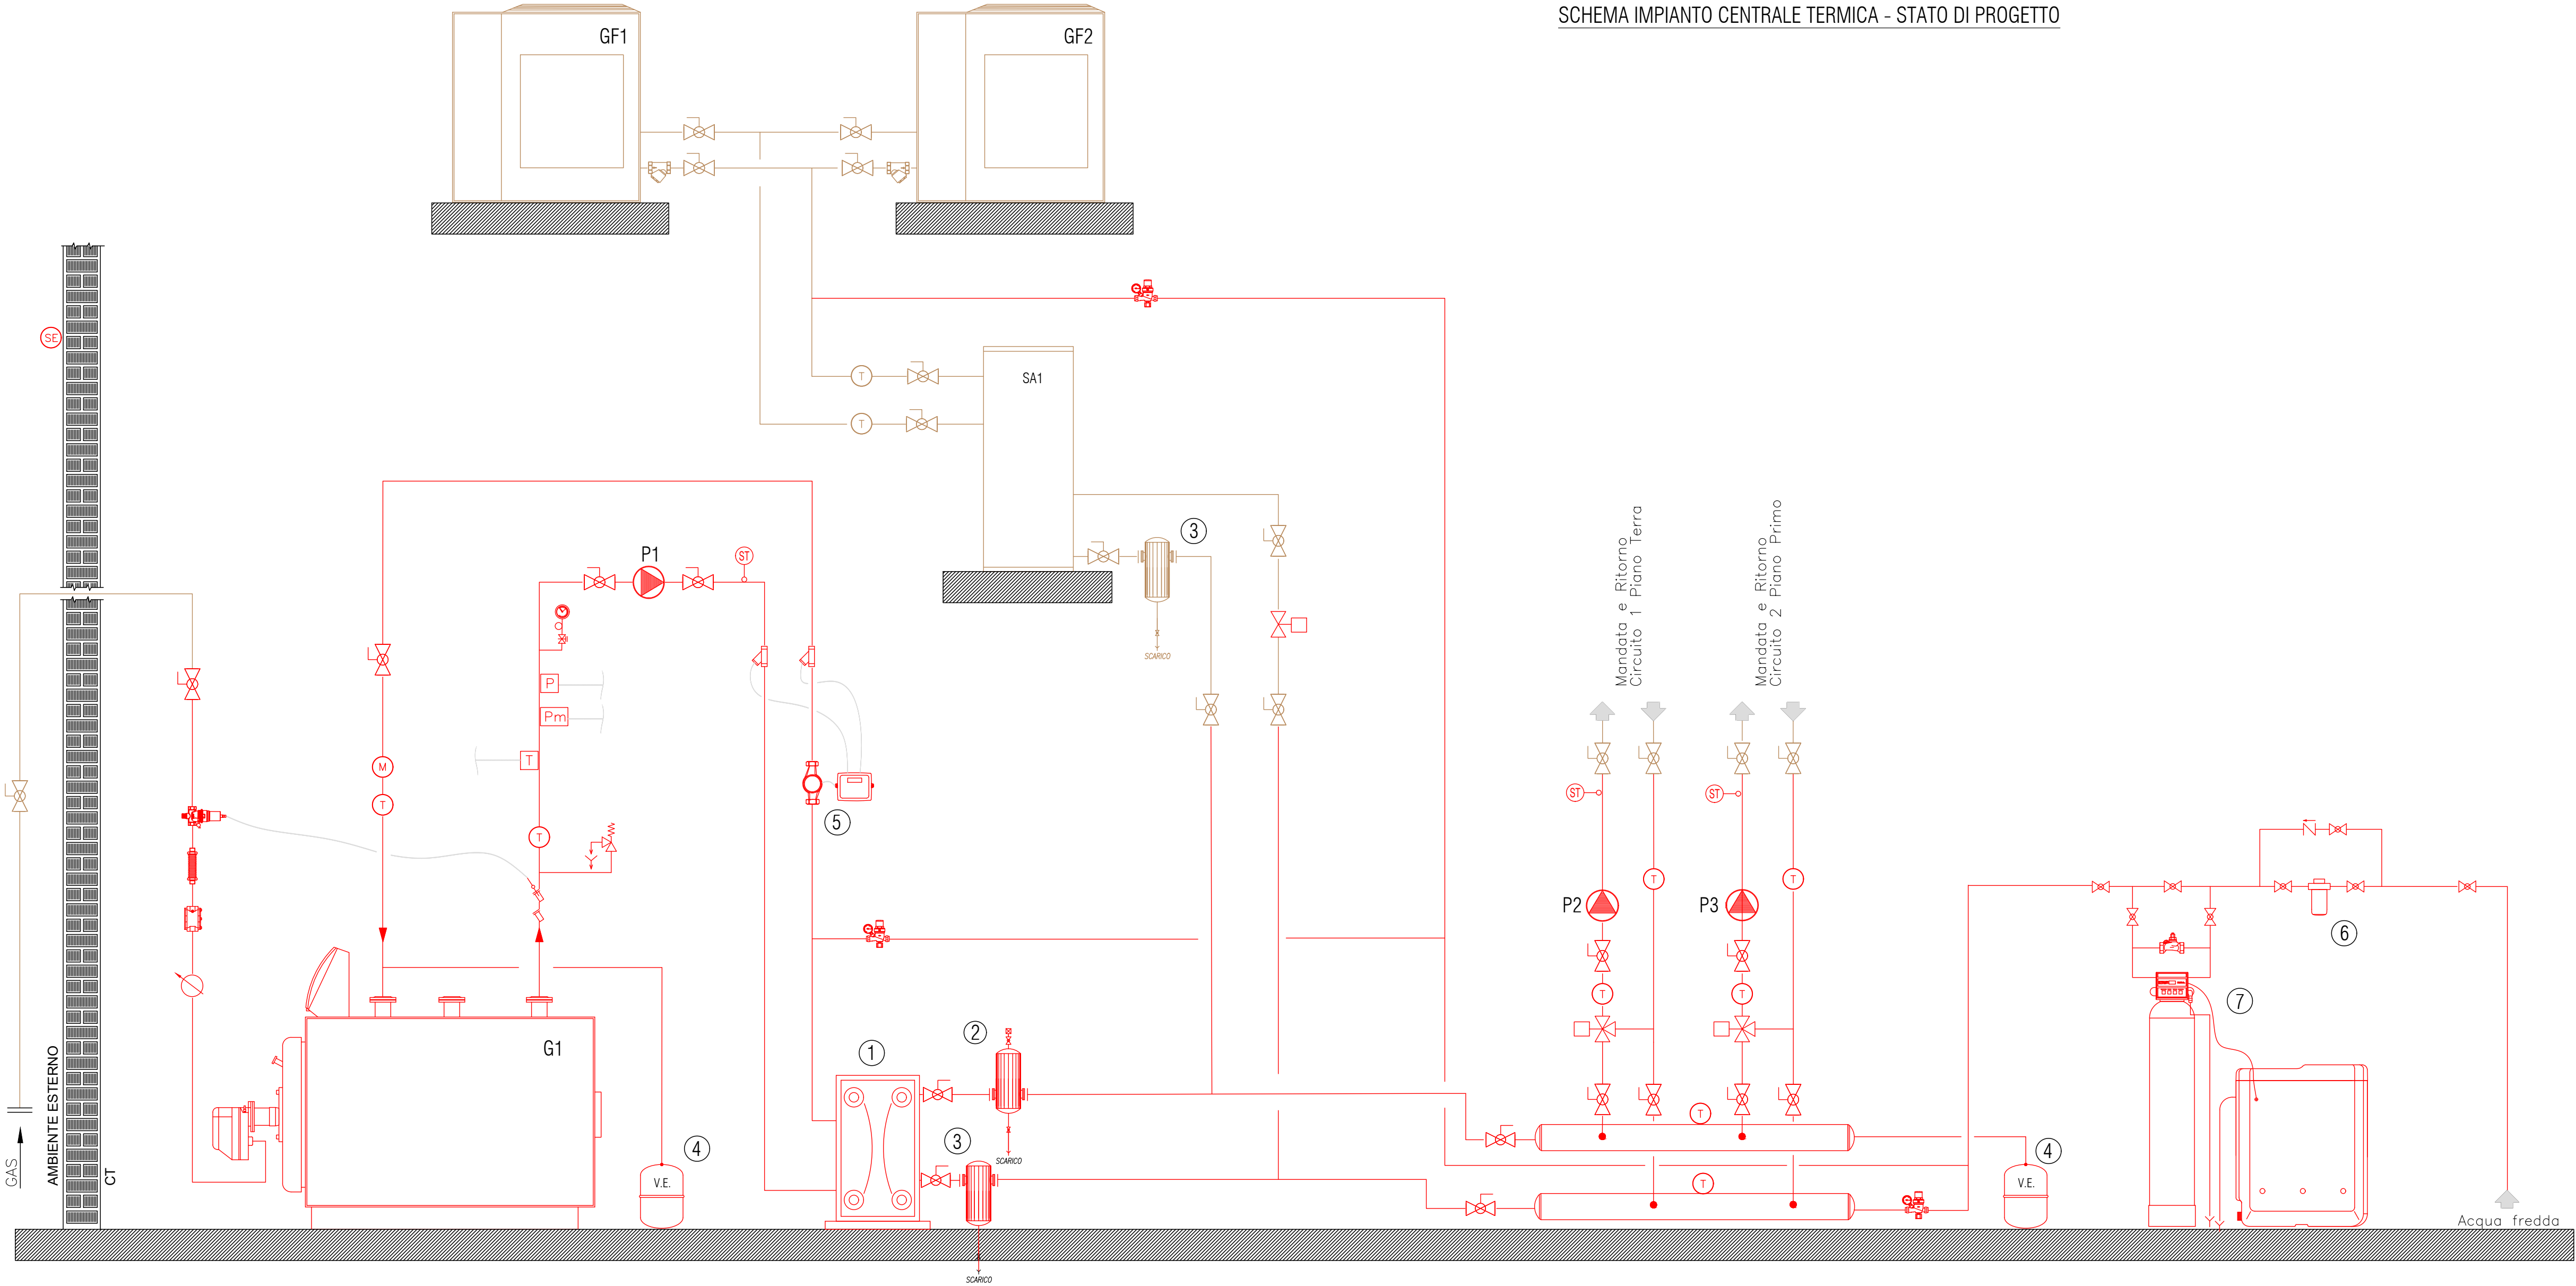 SCHEMA IMPIANTO CENTRALE TERMICA - STATO DI PROGETTO
GF1
GF2
SE
T
SA1
T
3
Mandata e Ritorno
Circuito 1 Piano Terra
Mandata e Ritorno
Circuito 2 Piano Primo
P1
ST
SCARICO
P
Pm
T
M
T
T
5
ST
ST
T
T
P2
P3
6
T
T
7
G1
1
2
SCARICO
3
SCARICO
T
T
4
V.E.
4
V.E.
GAS
AMBIENTE ESTERNO
CT
Acqua fredda